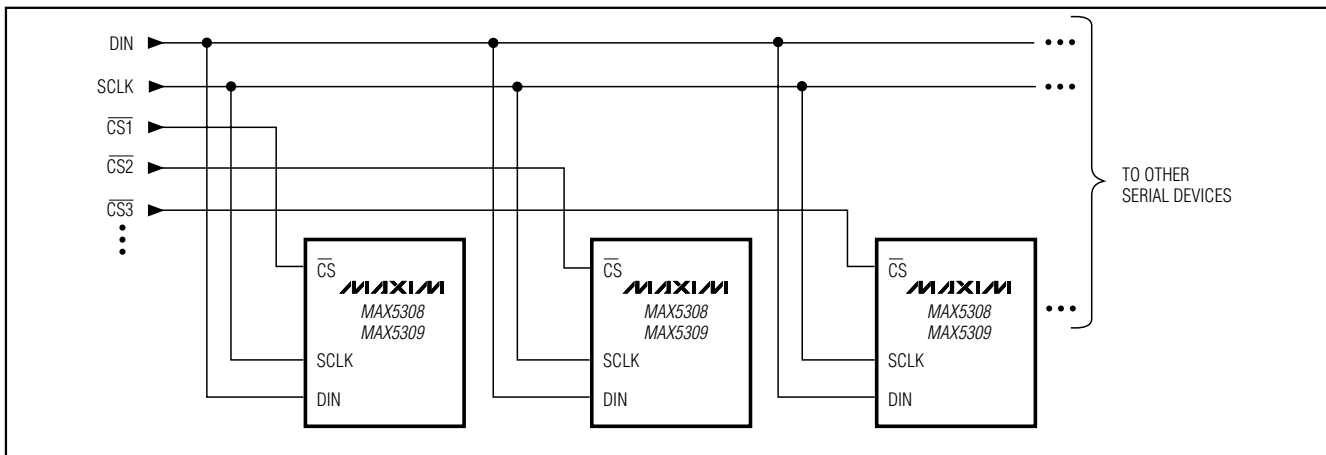 DIN
SCLK
CS1
CS2
CS3
TO OTHER
SERIAL DEVICES
CS
MAXIM
MAX5308
MAX5309
SCLK
DIN
CS
MAXIM
MAX5308
MAX5309
SCLK
DIN
CS
MAXIM
MAX5308
MAX5309
SCLK
DIN